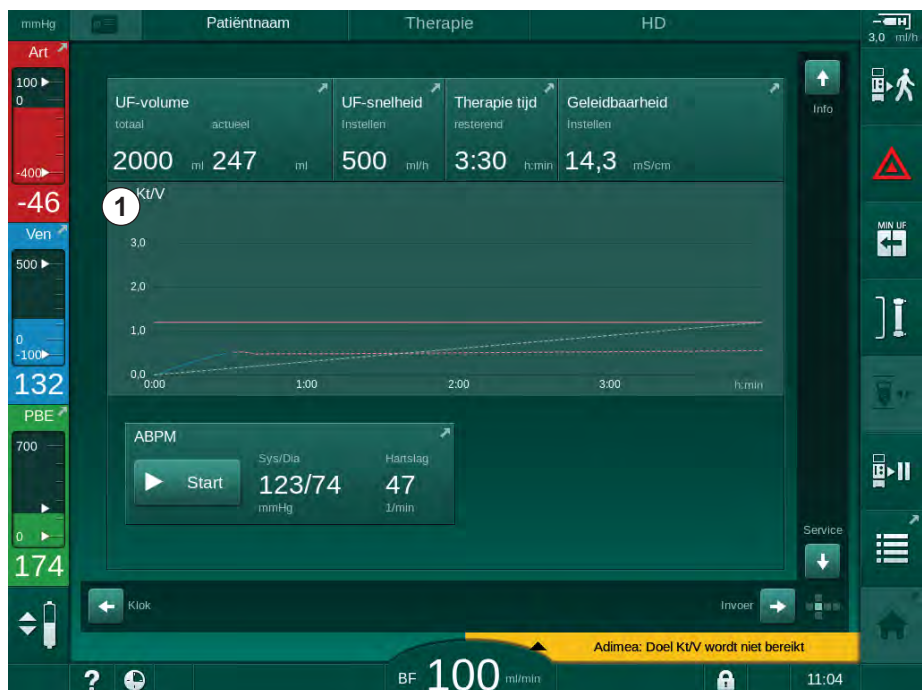 mmHg Patiëntnaam Therapie HD 3,0 ml/h
Art
100
0
-400
-46
Ven
500
0
-100
132
PBE
700
0
174
UF-volume UF-snelheid Therapie tijd Geleidbaarheid
totaal actueel Instellen resterend Instellen
2000 ml 247 ml 500 ml/h 3:30 h:min 14,3 mS/cm
1 Kt/V
3,0
2,0
1,0
0,0
0:00 1:00 2:00 3:00 h:min
ABPM
Sys/Dia Hartslag
Start 123/74 47
mmHg 1/min
Info
MIN UF
Service
Klok Invoer
Adimea: Doel Kt/V wordt niet bereikt
? BF 100 ml/min 11:04